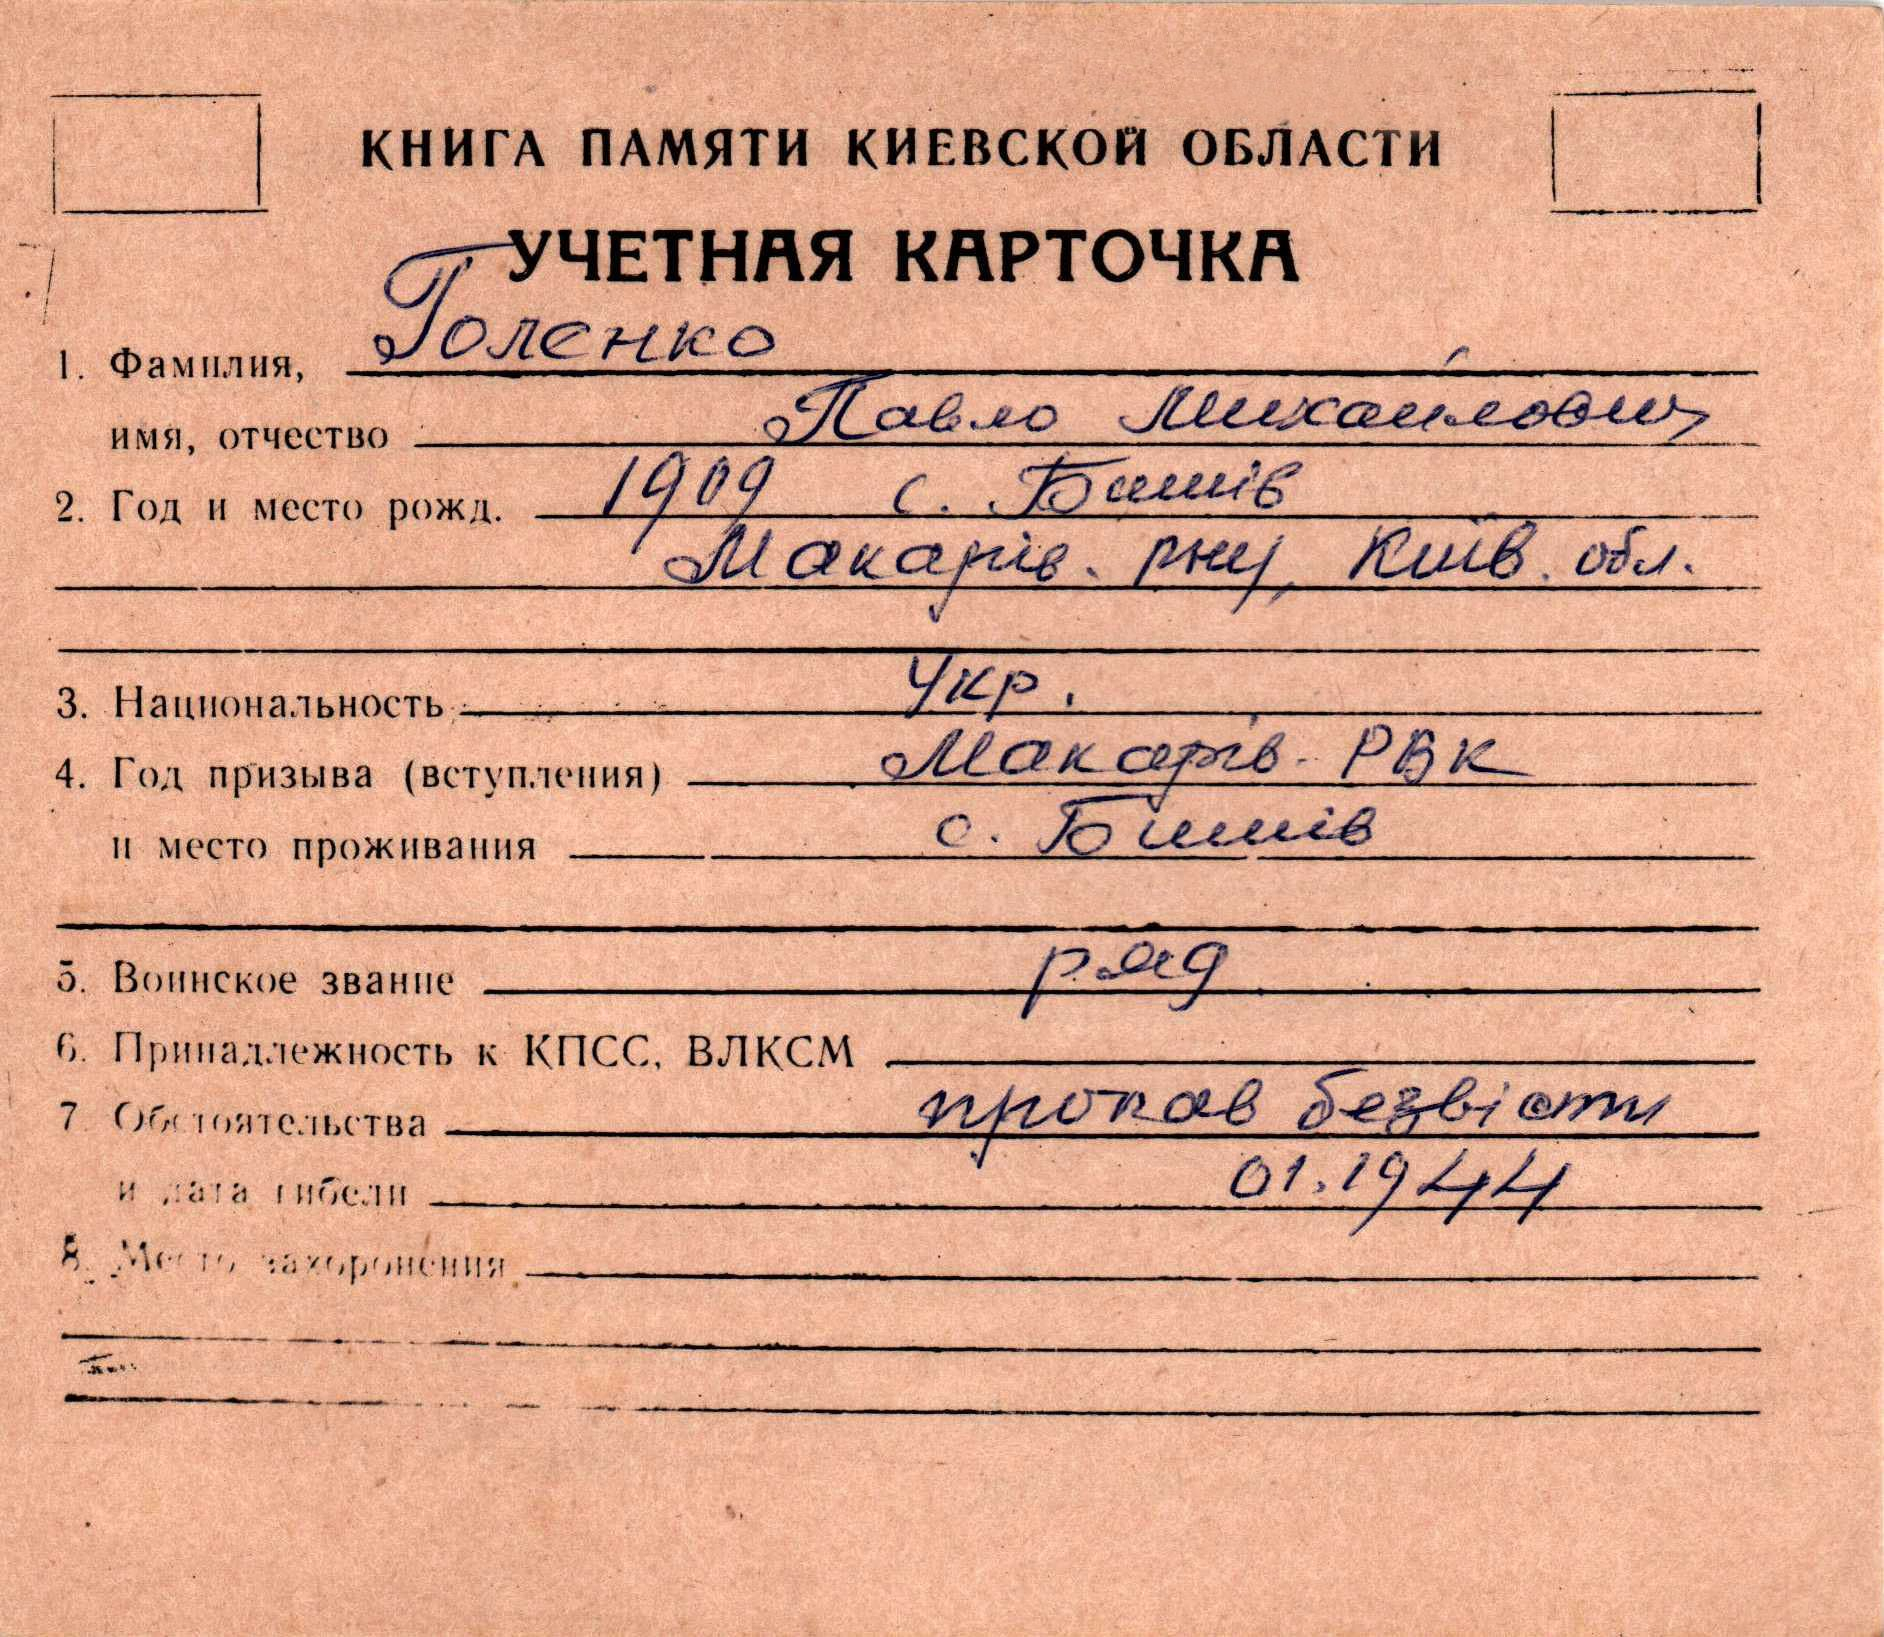 КНИГА ПАМЯТИ КИЕВСКОЙ ОБЛАСТИ
УЧЕТНАЯ КАРТОЧКА
1. Фамилия, Голенко
имя, отчество Павло Михайлович
2. Год и место рожд. 1909 с. Бишів
Макарів. р-ну, Київ. обл.
3. Национальность Укр.
4. Год призыва (вступления) Макарів. РВК
и место проживания с. Бишів
5. Воинское звание ряд
6. Принадлежность к КПСС, ВЛКСМ
7. Обстоятельства пропав безвісти
и дата гибели 01.1944
8. Место захоронения